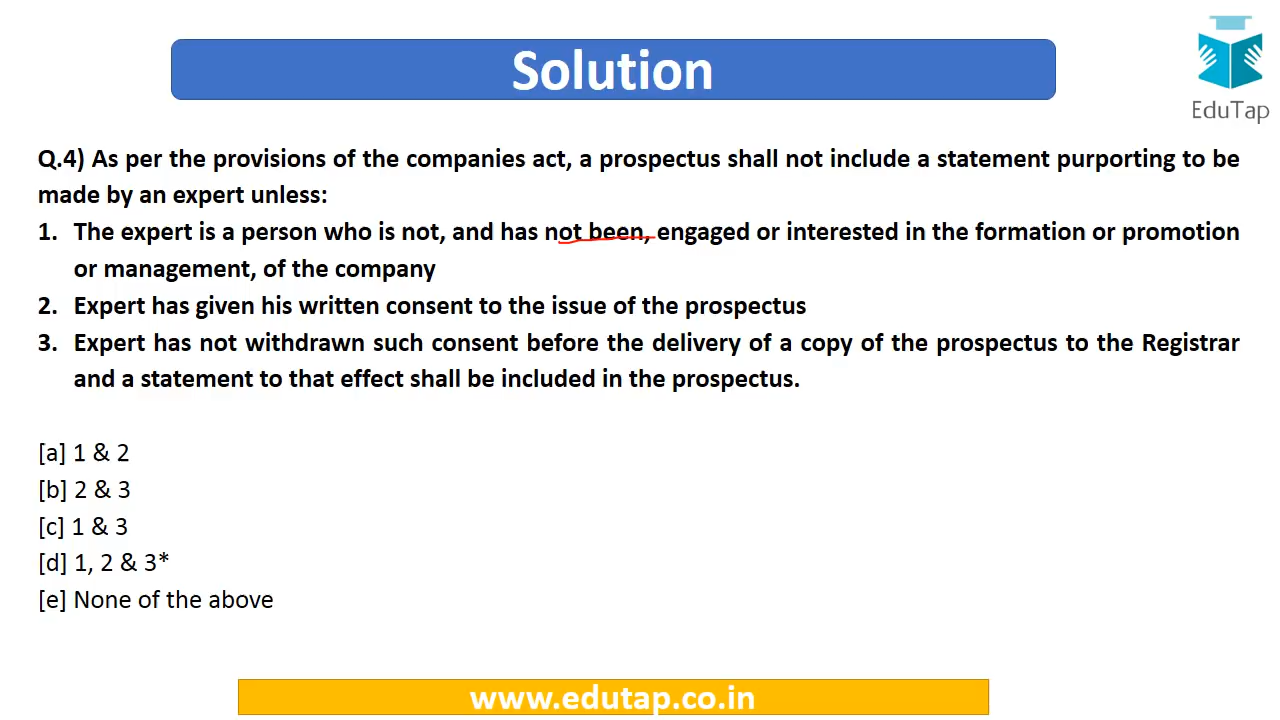 Solution
EduTap
Q.4) As per the provisions of the companies act, a prospectus shall not include a statement purporting to be
made by an expert unless:
1. The expert is a person who is not, and has not been, engaged or interested in the formation or promotion
or management, of the company
2. Expert has given his written consent to the issue of the prospectus
3. Expert has not withdrawn such consent before the delivery of a copy of the prospectus to the Registrar
and a statement to that effect shall be included in the prospectus.
[a] 1 & 2
[b] 2 & 3
[c] 1 & 3
[d] 1, 2 & 3*
[e] None of the above
www.edutap.co.in